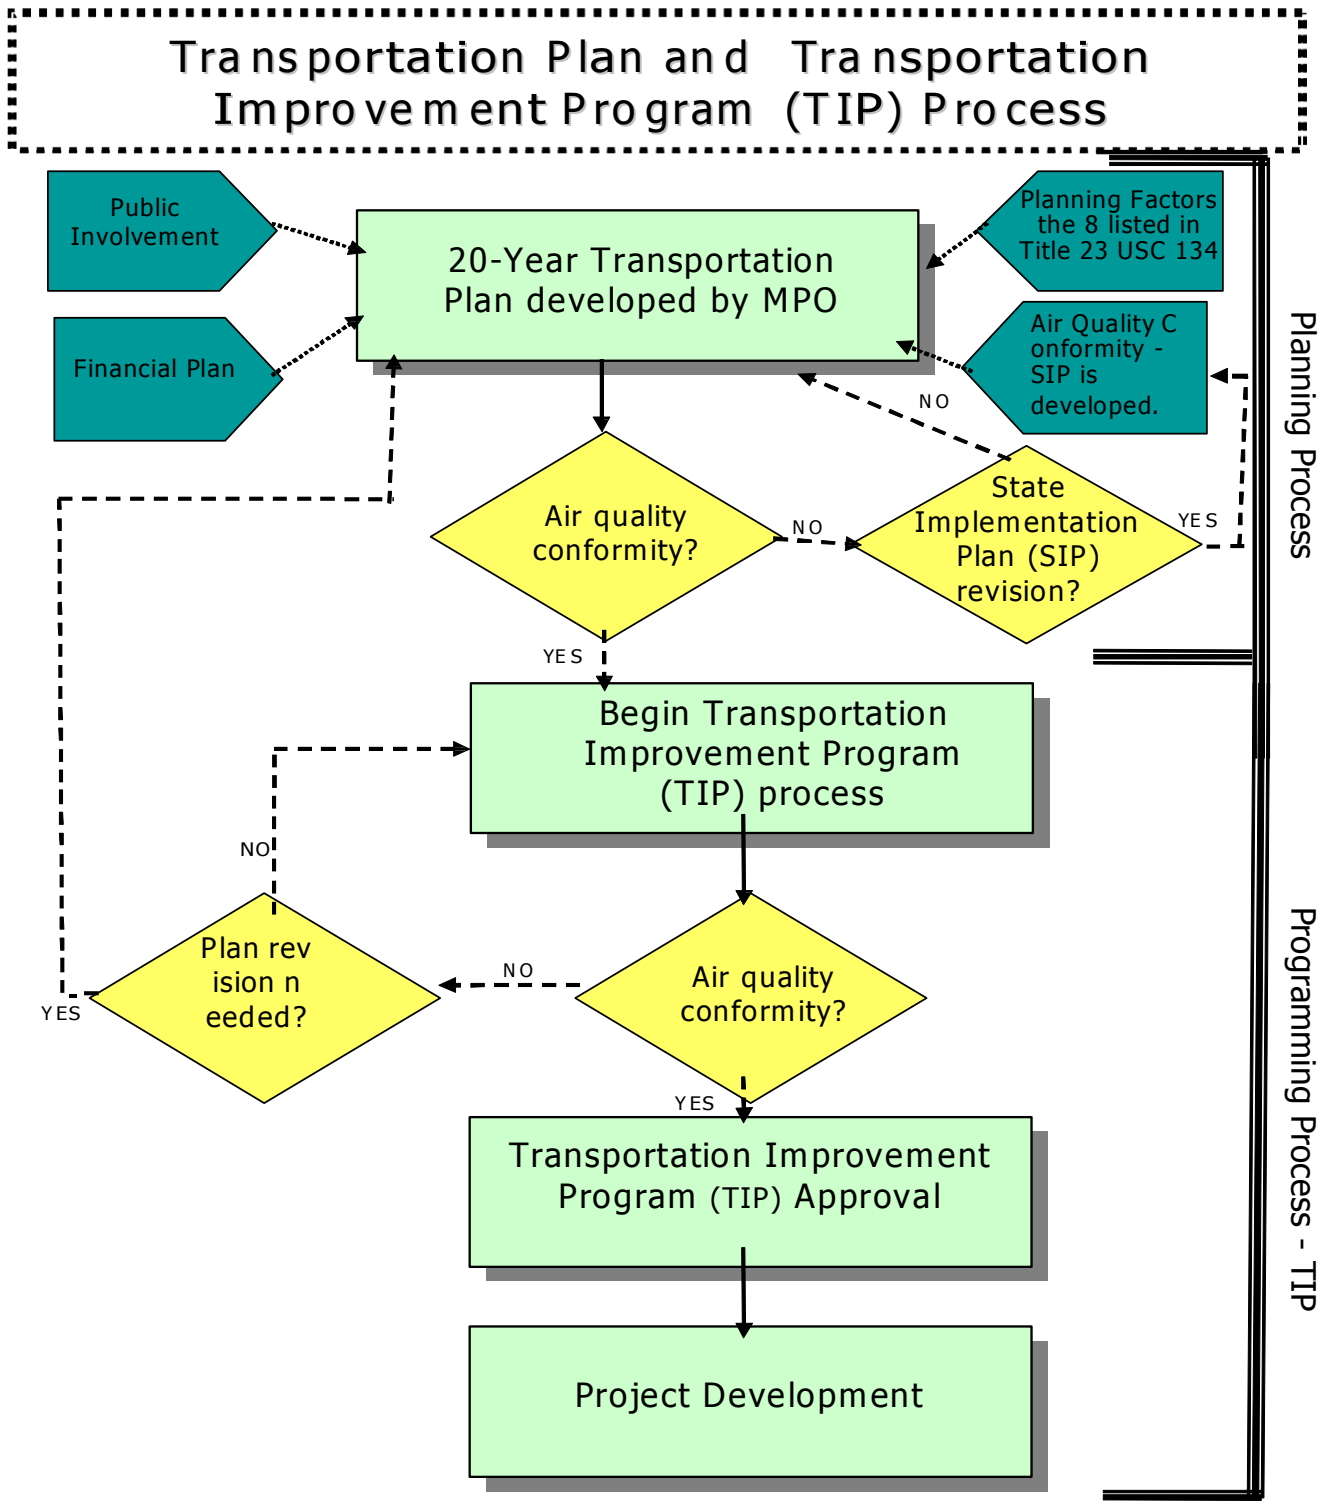 Transportation Plan and Transportation
Improvement Program (TIP) Process
Public
Involvement
Planning Factors
the 8 listed in
Title 23 USC 134
20-Year Transportation
Plan developed by MPO
Financial Plan
Air Quality C
onformity -
SIP is
developed.
NO
Planning Process
Air quality
conformity?
NO
State
Implementation
Plan (SIP)
revision?
YES
YES
Begin Transportation
Improvement Program
(TIP) process
NO
Plan rev
ision n
eeded?
YES
NO
Air quality
conformity?
Programming Process - TIP
YES
Transportation Improvement
Program (TIP) Approval
Project Development